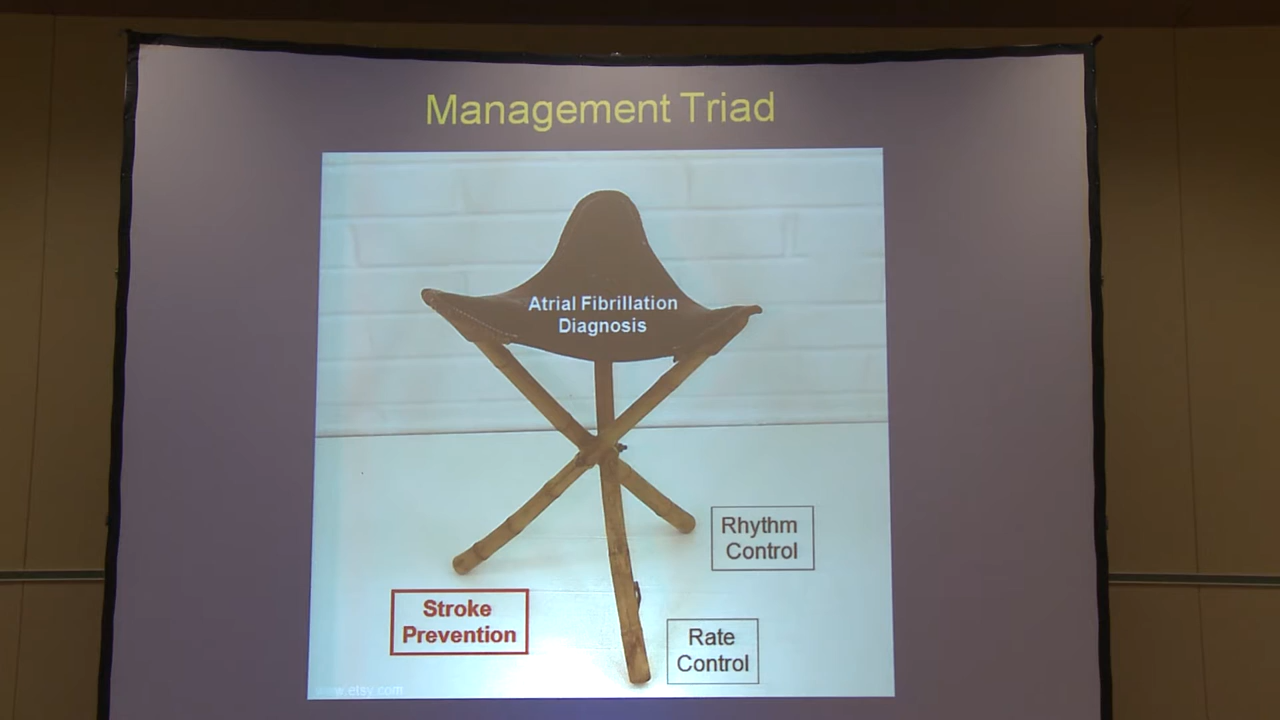 Management Triad
Atrial Fibrillation
Diagnosis
Rhythm
Control
Stroke
Prevention
Rate
Control
www.etsy.com